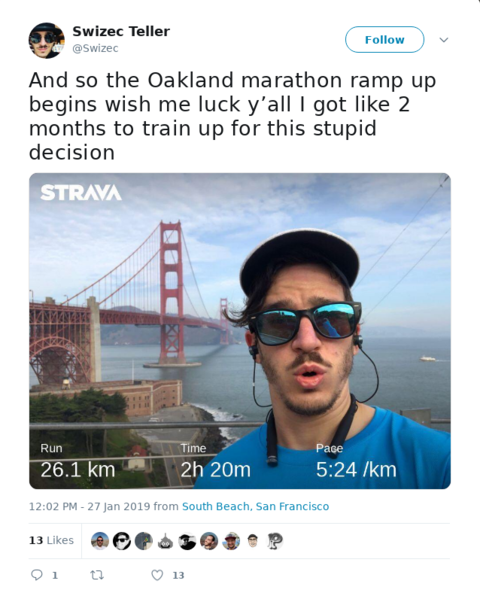 Swizec Teller
@Swizec
Follow
And so the Oakland marathon ramp up
begins wish me luck y’all I got like 2
months to train up for this stupid
decision
STRAVA
Run
26.1 km
Time
2h 20m
Pace
5:24 /km
12:02 PM - 27 Jan 2019 from South Beach, San Francisco
13 Likes
1
13